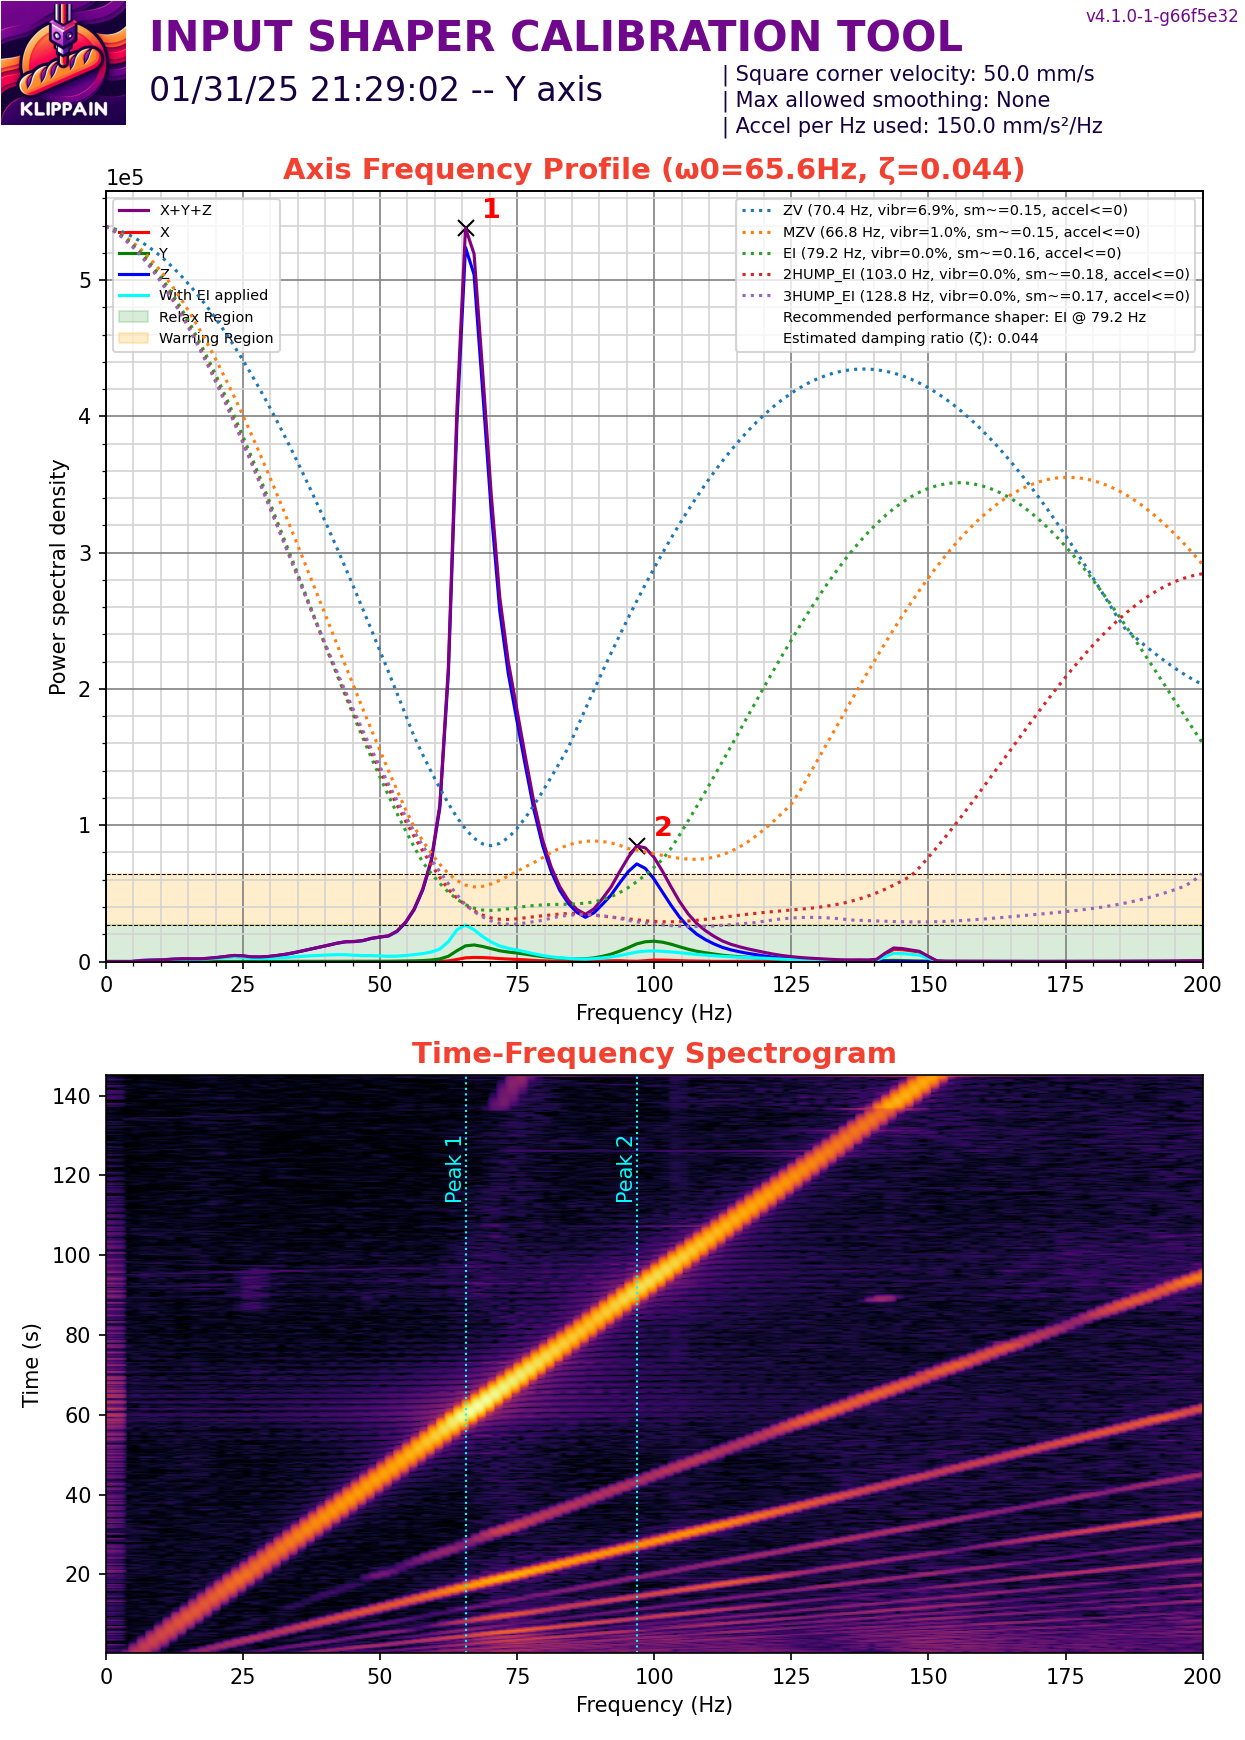 v4.1.0-1-g66f5e32
INPUT SHAPER CALIBRATION TOOL
01/31/25 21:29:02 -- Y axis
| Square corner velocity: 50.0 mm/s
| Max allowed smoothing: None
| Accel per Hz used: 150.0 mm/s²/Hz
KLIPPAIN
Axis Frequency Profile (ω0=65.6Hz, ζ=0.044)
1e5
X+Y+Z
X
Y
Z
With EI applied
Relax Region
Warning Region
ZV (70.4 Hz, vibr=6.9%, sm~=0.15, accel<=0)
MZV (66.8 Hz, vibr=1.0%, sm~=0.15, accel<=0)
EI (79.2 Hz, vibr=0.0%, sm~=0.16, accel<=0)
2HUMP_EI (103.0 Hz, vibr=0.0%, sm~=0.18, accel<=0)
3HUMP_EI (128.8 Hz, vibr=0.0%, sm~=0.17, accel<=0)
Recommended performance shaper: EI @ 79.2 Hz
Estimated damping ratio (ζ): 0.044
1
2
5
4
3
2
1
0
Power spectral density
0 25 50 75 100 125 150 175 200
Frequency (Hz)
Time-Frequency Spectrogram
140
120
100
80
60
40
20
Time (s)
Peak 1
Peak 2
0 25 50 75 100 125 150 175 200
Frequency (Hz)